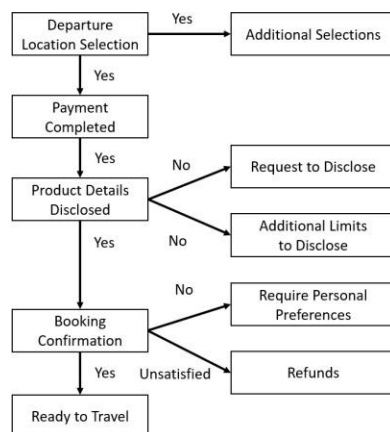 Departure
Location Selection
Yes
Additional Selections
Yes
Payment
Completed
Yes
No
Request to Disclose
Product Details
Disclosed
Additional Limits
to Disclose
Yes
No
No
Require Personal
Preferences
Booking
Confirmation
Yes
Unsatisfied
Refunds
Ready to Travel